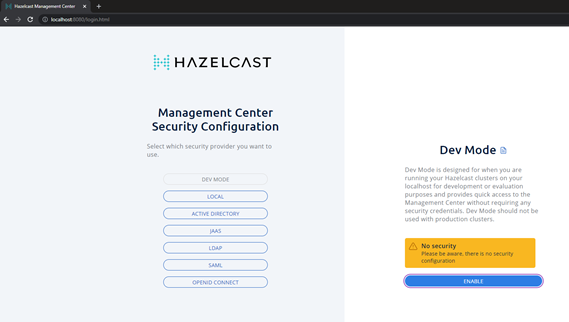 Hazelcast Management Center
localhost:8080/login.html
HAZELCAST
Management Center
Security Configuration
Select which security provider you want to
use.
DEV MODE
LOCAL
ACTIVE DIRECTORY
JAAS
LDAP
SAML
OPENID CONNECT
Dev Mode
Dev Mode is designed for when you are
running your Hazelcast clusters on your
localhost for development or evaluation
purposes and provides quick access to the
Management Center without requiring any
security credentials. Dev Mode should not be
used with production clusters.
No security
Please be aware, there is no security
configuration
ENABLE